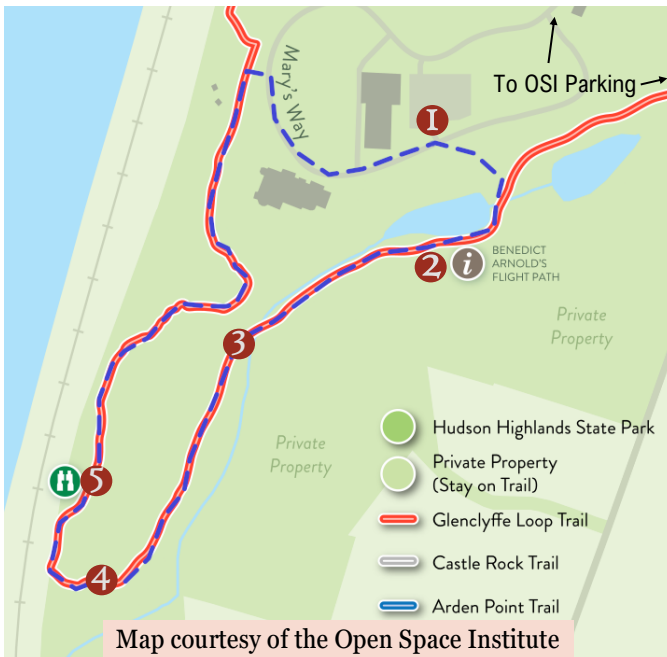 Mary's Way
To OSI Parking
1
2
i
BENEDICT
ARNOLD'S
FLIGHT PATH
Private
Property
3
Hudson Highlands State Park
Private
Property
Private Property
(Stay on Trail)
5
Glenclyffe Loop Trail
Castle Rock Trail
4
Arden Point Trail
Map courtesy of the Open Space Institute